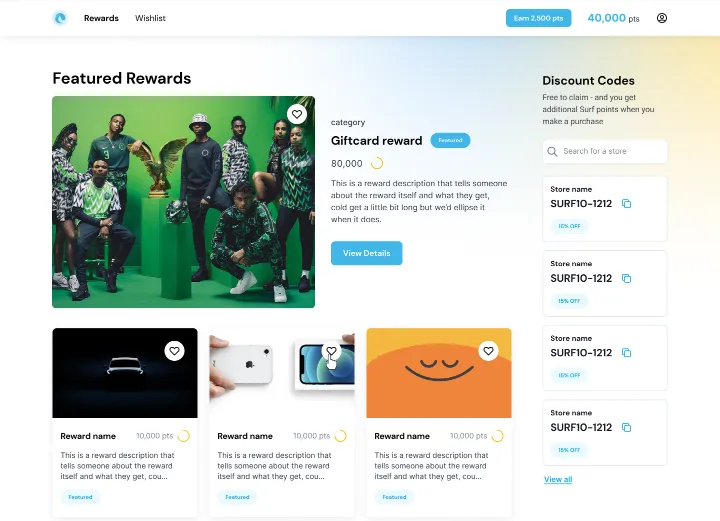 Rewards
Wishlist
Earn 2,500 pts
40,000 pts
Featured Rewards
category
Giftcard reward
Featured
80,000
This is a reward description that tells someone
about the reward itself and what they get,
cold get a little bit long but we'd ellipse it
when it does.
View Details
Reward name
10,000 pts
This is a reward description that
tells someone about the reward
itself and what they get, cou...
Featured
Reward name
10,000 pts
This is a reward description that
tells someone about the reward
itself and what they get, cou...
Featured
Reward name
10,000 pts
This is a reward description that
tells someone about the reward
itself and what they get, cou...
Featured
Discount Codes
Free to claim - and you get
additional Surf points when you
make a purchase
Search for a store
Store name
SURF10-1212
15% OFF
Store name
SURF10-1212
15% OFF
Store name
SURF10-1212
15% OFF
Store name
SURF10-1212
15% OFF
View all